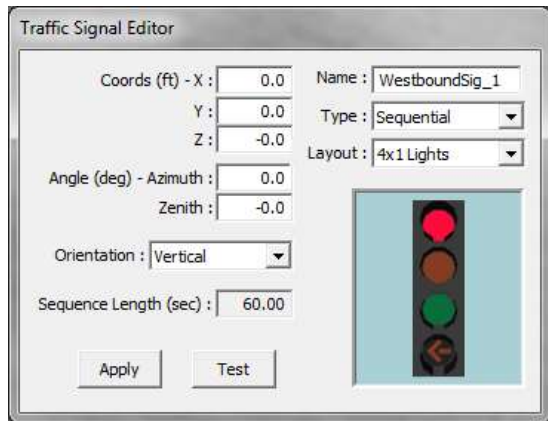 Traffic Signal Editor
Coords (ft) - X : 0.0
Y : 0.0
Z : -0.0
Angle (deg) - Azimuth : 0.0
Zenith : -0.0
Orientation : Vertical
Sequence Length (sec) : 60.00
Apply
Test
Name : WestboundSig_1
Type : Sequential
Layout : 4x1 Lights